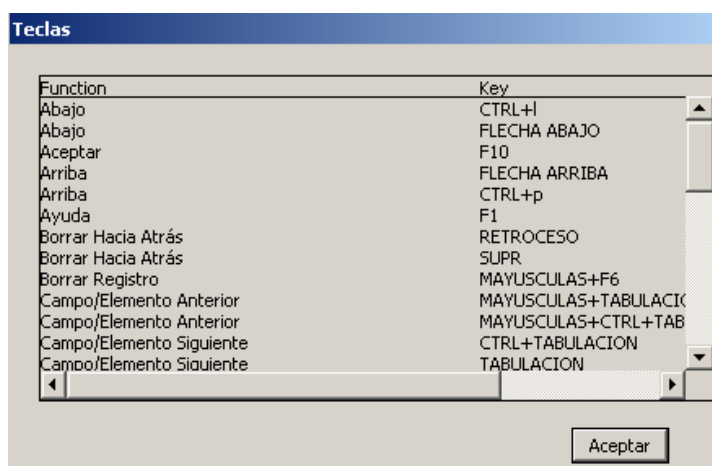 Teclas
Function Key
Abajo CTRL+l
Abajo FLECHA ABAJO
Aceptar F10
Arriba FLECHA ARRIBA
Arriba CTRL+p
Ayuda F1
Borrar Hacia Atrás RETROCESO
Borrar Hacia Atrás SUPR
Borrar Registro MAYUSCULAS+F6
Campo/Elemento Anterior MAYUSCULAS+TABULACIO
Campo/Elemento Anterior MAYUSCULAS+CTRL+TAB
Campo/Elemento Siguiente CTRL+TABULACION
Campo/Elemento Siguiente TABULACION
Aceptar